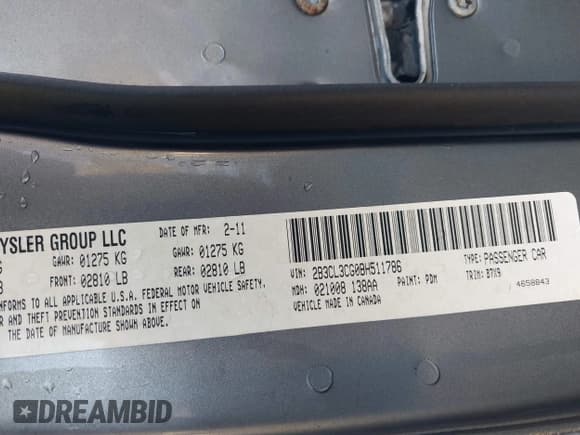 YSLER GROUP LLC DATE OF MFR: 2-11
G GAWR: 01275 KG GAWR: 01275 KG
B FRONT: 02810 LB REAR: 02810 LB
NFORMS TO ALL APPLICABLE U.S.A. FEDERAL MOTOR VEHICLE SAFETY,
R AND THEFT PREVENTION STANDARDS IN EFFECT ON
THE DATE OF MANUFACTURE SHOWN ABOVE.
VIN: 2B3CL3CG0BH511786 TYPE: PASSENGER CAR
MDH: 021008 138AA PAINT: PDM TRIM: B7X9
VEHICLE MADE IN CANADA 4658843
DREAMBID